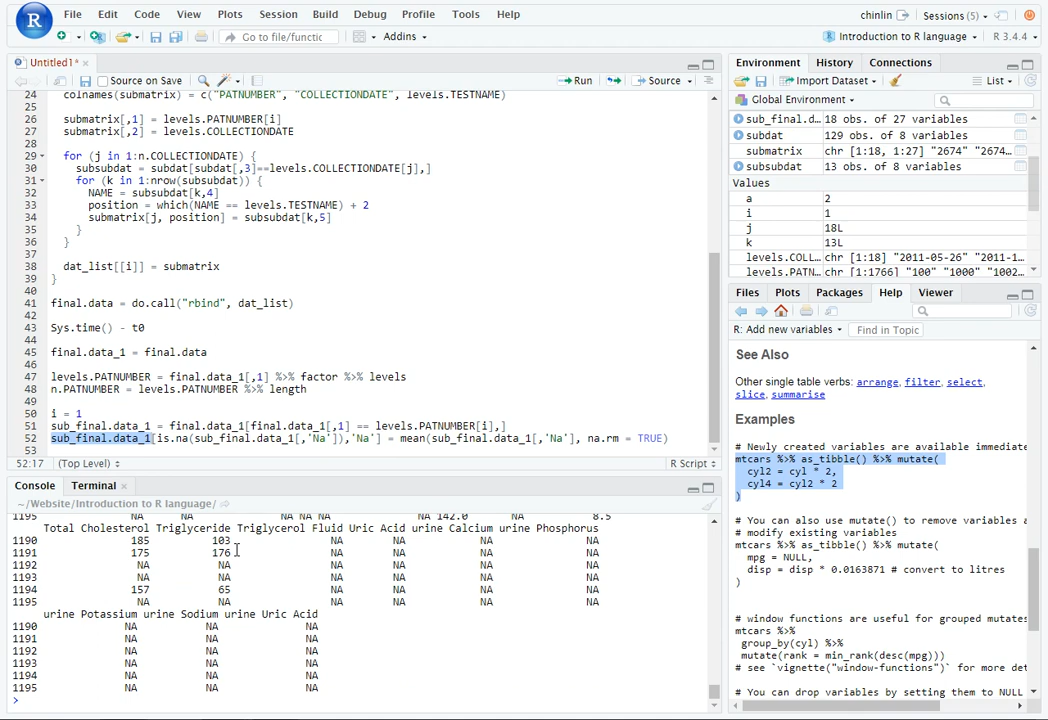 File Edit Code View Plots Session Build Debug Profile Tools Help
chinlin Sessions (5)
Go to file/functic Addins
Introduction to R language R 3.4.4
Untitled1*
Source on Save Run Source
24 colnames(submatrix) = c("PATNUMBER", "COLLECTIONDATE", levels.TESTNAME)
25
26 submatrix[,1] = levels.PATNUMBER[i]
27 submatrix[,2] = levels.COLLECTIONDATE
28
29 for (j in 1:n.COLLECTIONDATE) {
30 subsubdat = subdat[subdat[,3]==levels.COLLECTIONDATE[j],]
31 for (k in 1:nrow(subsubdat)) {
32 NAME = subsubdat[k,4]
33 position = which(NAME == levels.TESTNAME) + 2
34 submatrix[j, position] = subsubdat[k,5]
35 }
36 }
37
38 dat_list[[i]] = submatrix
39 }
40
41 final.data = do.call("rbind", dat_list)
42
43 Sys.time() - t0
44
45 final.data_1 = final.data
46
47 levels.PATNUMBER = final.data_1[,1] %>% factor %>% levels
48 n.PATNUMBER = levels.PATNUMBER %>% length
49
50 i = 1
51 sub_final.data_1 = final.data_1[final.data_1[,1] == levels.PATNUMBER[i],]
52 sub_final.data_1[is.na(sub_final.data_1[,'Na']),'Na'] = mean(sub_final.data_1[,'Na'], na.rm = TRUE)
53
52:17 (Top Level) R Script
Console Terminal
~/Website/Introduction to R language/
1195 NA NA NA NA NA 142.0 NA 8.5
Total Cholesterol Triglyceride Triglycerol Fluid Uric Acid urine Calcium urine Phosphorus
1190 185 103 NA NA NA NA
1191 175 176 NA NA NA NA
1192 NA NA NA NA NA NA
1193 NA NA NA NA NA NA
1194 157 65 NA NA NA NA
1195 NA NA NA NA NA NA
urine Potassium urine Sodium urine Uric Acid
1190 NA NA NA
1191 NA NA NA
1192 NA NA NA
1193 NA NA NA
1194 NA NA NA
1195 NA NA NA
>
Environment History Connections
Import Dataset List
Global Environment
sub_final.d… 18 obs. of 27 variables
subdat 129 obs. of 8 variables
submatrix chr [1:18, 1:27] "2674" "2674…
subsubdat 13 obs. of 8 variables
Values
a 2
i 1
j 18L
k 13L
levels.COLL… chr [1:18] "2011-05-26" "2011-1…
levels.PATN… chr [1:1766] "100" "1000" "1002…
Files Plots Packages Help Viewer
R: Add new variables Find in Topic
See Also
Other single table verbs: arrange, filter, select,
slice, summarise
Examples
# Newly created variables are available immediate
mtcars %>% as_tibble() %>% mutate(
cyl2 = cyl * 2,
cyl4 = cyl2 * 2
)
# You can also use mutate() to remove variables a
# modify existing variables
mtcars %>% as_tibble() %>% mutate(
mpg = NULL,
disp = disp * 0.0163871 # convert to litres
)
# window functions are useful for grouped mutates
mtcars %>%
group_by(cyl) %>%
mutate(rank = min_rank(desc(mpg)))
# see `vignette("window-functions")` for more det
# You can drop variables by setting them to NULL